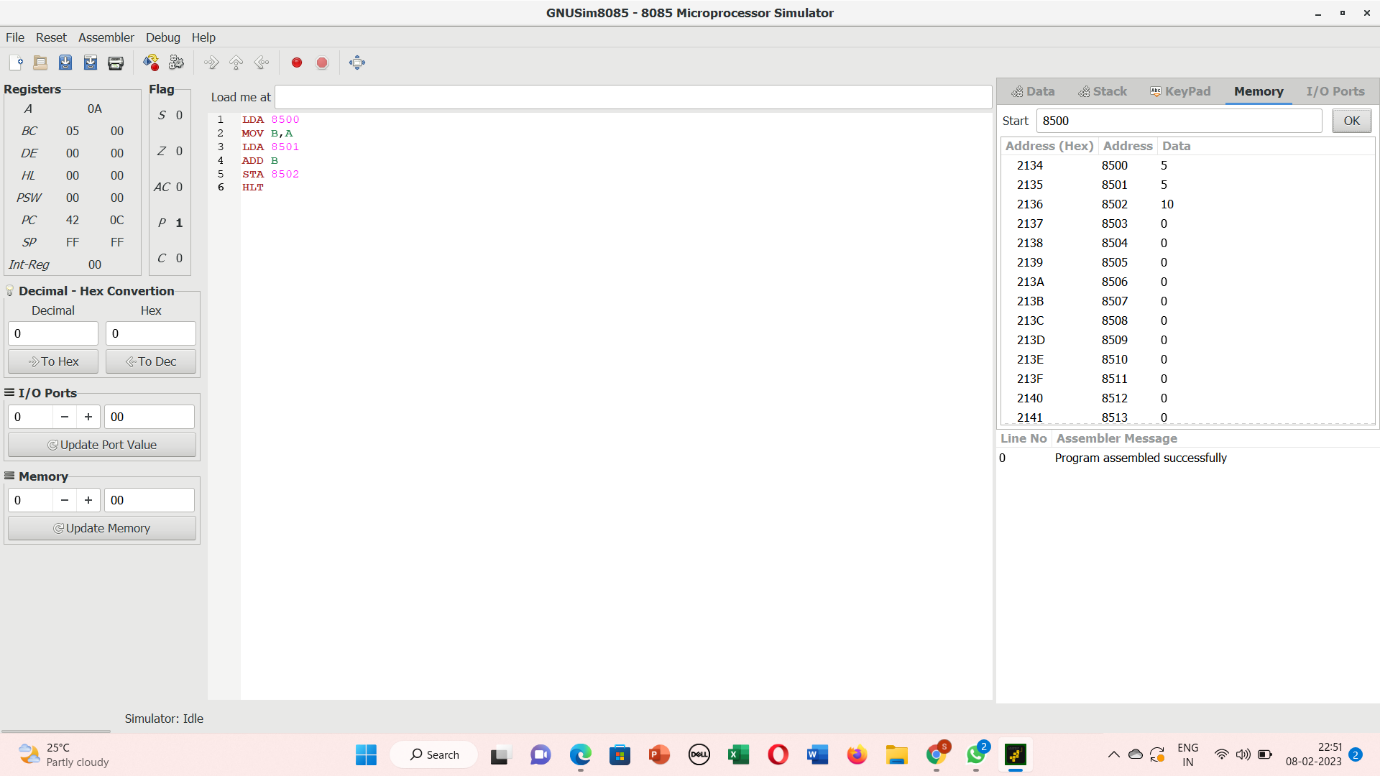 GNUSim8085 - 8085 Microprocessor Simulator
File Reset Assembler Debug Help
Registers
A 0A
BC 05 00
DE 00 00
HL 00 00
PSW 00 00
PC 42 0C
SP FF FF
Int-Reg 00
Flag
S 0
Z 0
AC 0
P 1
C 0
Decimal - Hex Convertion
Decimal Hex
0 0
To Hex To Dec
I/O Ports
0 − + 00
Update Port Value
Memory
0 − + 00
Update Memory
Load me at
1 LDA 8500
2 MOV B,A
3 LDA 8501
4 ADD B
5 STA 8502
6 HLT
Data Stack Abc KeyPad Memory I/O Ports
Start 8500 OK
Address (Hex) Address Data
2134 8500 5
2135 8501 5
2136 8502 10
2137 8503 0
2138 8504 0
2139 8505 0
213A 8506 0
213B 8507 0
213C 8508 0
213D 8509 0
213E 8510 0
213F 8511 0
2140 8512 0
2141 8513 0
Line No Assembler Message
0 Program assembled successfully
Simulator: Idle
25°C
Partly cloudy
Search
DELL
S
2
ENG
IN
22:51
08-02-2023
2